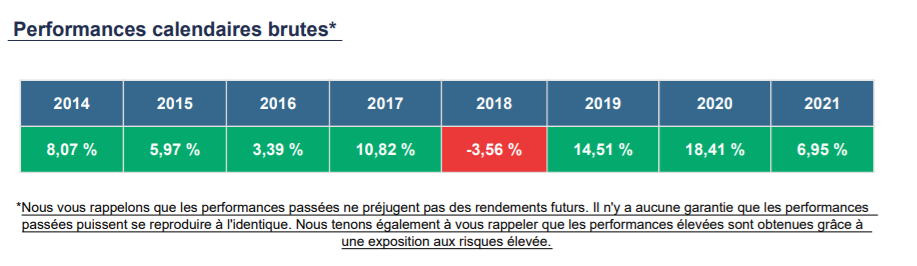 Performances calendaires brutes*
2014 2015 2016 2017 2018 2019 2020 2021
8,07 % 5,97 % 3,39 % 10,82 % -3,56 % 14,51 % 18,41 % 6,95 %
*Nous vous rappelons que les performances passées ne préjugent pas des rendements futurs. Il n'y a aucune garantie que les performances
passées puissent se reproduire à l'identique. Nous tenons également à vous rappeler que les performances élevées sont obtenues grâce à
une exposition aux risques élevée.